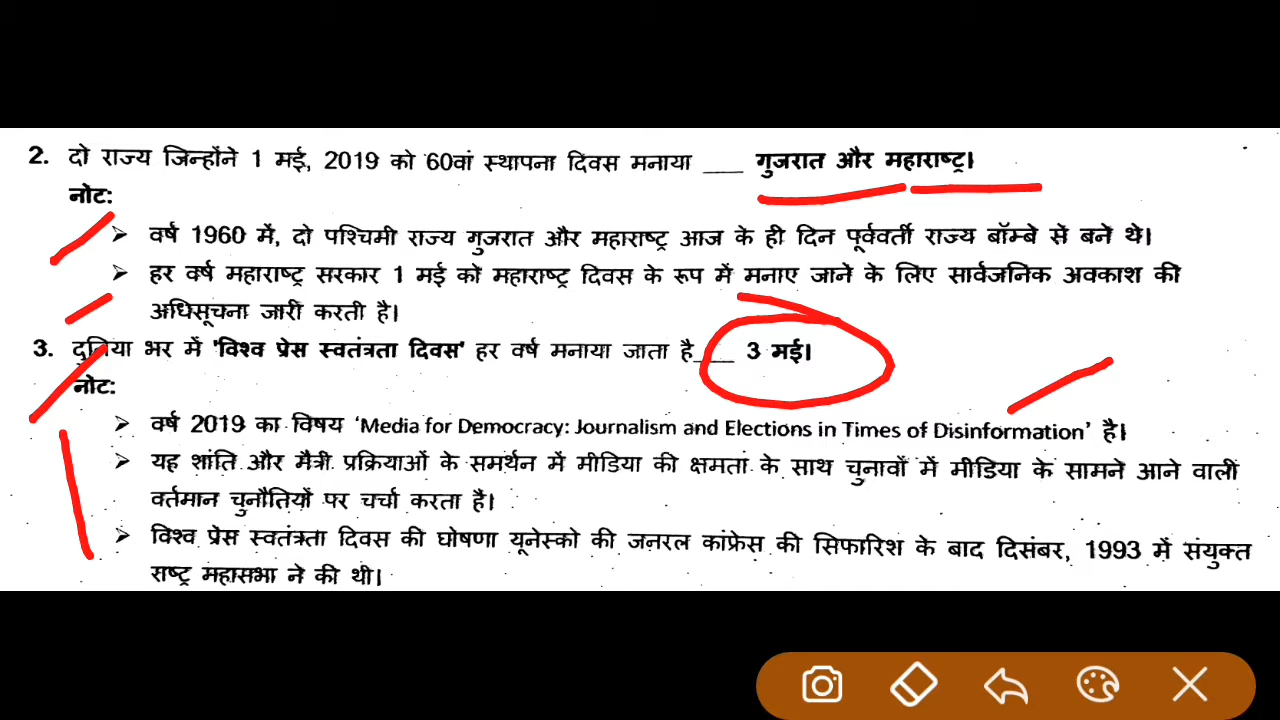 2. दो राज्य जिन्होंने 1 मई, 2019 को 60वां स्थापना दिवस मनाया ___ गुजरात और महाराष्ट्र।
नोट:
➤ वर्ष 1960 में, दो पश्चिमी राज्य गुजरात और महाराष्ट्र आज के ही दिन पूर्ववर्ती राज्य बॉम्बे से बने थे।
➤ हर वर्ष महाराष्ट्र सरकार 1 मई को महाराष्ट्र दिवस के रूप में मनाए जाने के लिए सार्वजनिक अवकाश की
अधिसूचना जारी करती है।
3. दुनिया भर में 'विश्व प्रेस स्वतंत्रता दिवस' हर वर्ष मनाया जाता है___ 3 मई।
नोट:
➤ वर्ष 2019 का विषय ‘Media for Democracy: Journalism and Elections in Times of Disinformation’ है।
➤ यह शांति और मैत्री प्रक्रियाओं के समर्थन में मीडिया की क्षमता के साथ चुनावों में मीडिया के सामने आने वाली
वर्तमान चुनौतियों पर चर्चा करता है।
➤ विश्व प्रेस स्वतंत्रता दिवस की घोषणा यूनेस्को की जनरल कांफ्रेस की सिफारिश के बाद दिसंबर, 1993 में संयुक्त
राष्ट्र महासभा ने की थी।